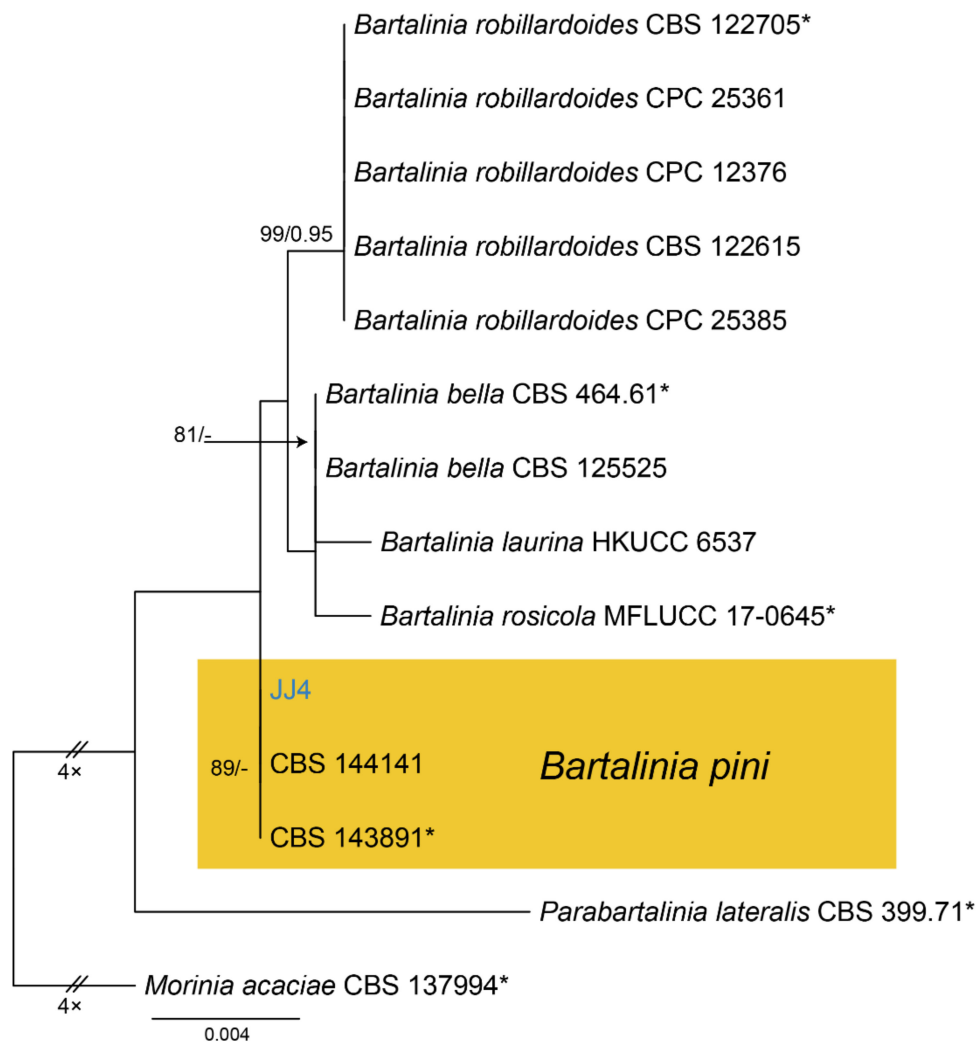 Bartalinia robillardoides CBS 122705*
Bartalinia robillardoides CPC 25361
Bartalinia robillardoides CPC 12376
99/0.95
Bartalinia robillardoides CBS 122615
Bartalinia robillardoides CPC 25385
Bartalinia bella CBS 464.61*
81/-
Bartalinia bella CBS 125525
Bartalinia laurina HKUCC 6537
Bartalinia rosicola MFLUCC 17-0645*
JJ4
89/- CBS 144141 Bartalinia pini
4×
CBS 143891*
Parabartalinia lateralis CBS 399.71*
Morinia acaciae CBS 137994*
4×
0.004